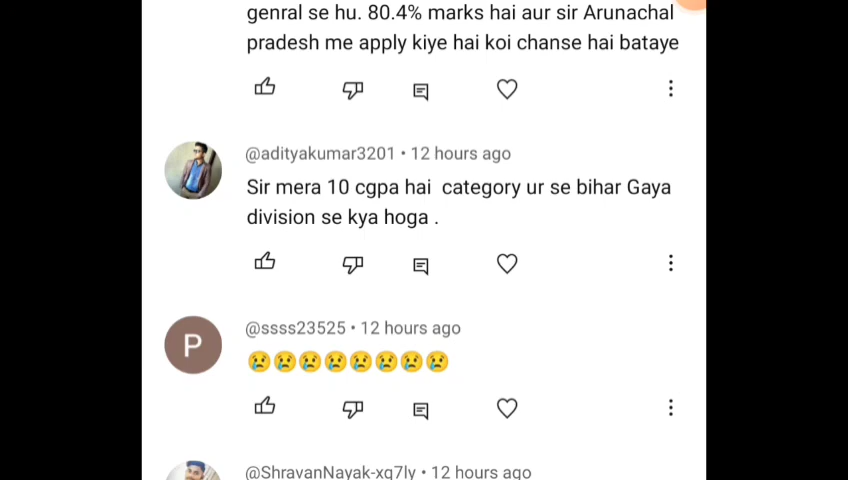 genral se hu. 80.4% marks hai aur sir Arunachal
pradesh me apply kiye hai koi chanse hai bataye
@adityakumar3201 • 12 hours ago
Sir mera 10 cgpa hai category ur se bihar Gaya
division se kya hoga .
P
@ssss23525 • 12 hours ago
😢😢😢😢😢😢😢😢
@ShravanNayak-xq7ly • 12 hours ago